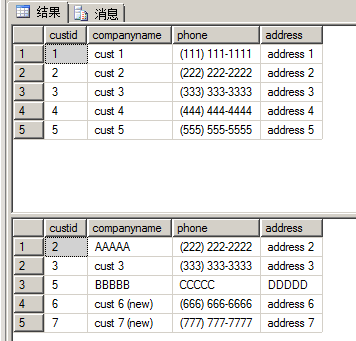 结果 消息
custid companyname phone address
1 1 cust 1 (111) 111-1111 address 1
2 2 cust 2 (222) 222-2222 address 2
3 3 cust 3 (333) 333-3333 address 3
4 4 cust 4 (444) 444-4444 address 4
5 5 cust 5 (555) 555-5555 address 5
custid companyname phone address
1 2 AAAAA (222) 222-2222 address 2
2 3 cust 3 (333) 333-3333 address 3
3 5 BBBBB CCCCC DDDDD
4 6 cust 6 (new) (666) 666-6666 address 6
5 7 cust 7 (new) (777) 777-7777 address 7